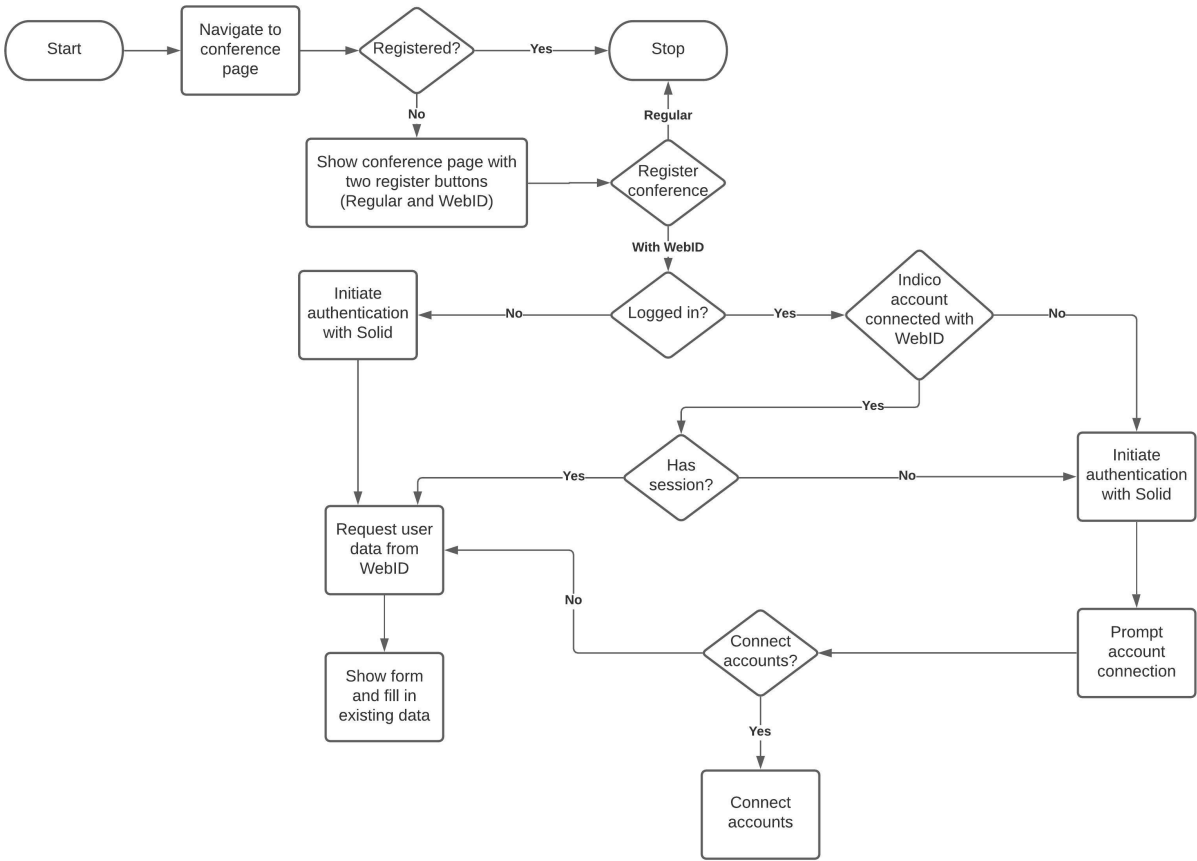 Start
Navigate to
conference
page
Registered?
Yes
Stop
No
Regular
Show conference page with
two register buttons
(Regular and WebID)
Register
conference
With WebID
Initiate
authentication
with Solid
No
Logged in?
Yes
Indico
account
connected with
WebID
No
Yes
Has
session?
Yes
No
Initiate
authentication
with Solid
Request user
data from
WebID
No
Connect
accounts?
Prompt
account
connection
Show form
and fill in
existing data
Yes
Connect
accounts